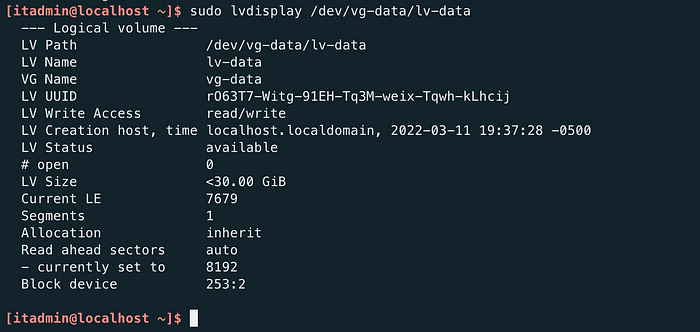 [itadmin@localhost ~]$ sudo lvdisplay /dev/vg-data/lv-data
--- Logical volume ---
LV Path                /dev/vg-data/lv-data
LV Name                lv-data
VG Name                vg-data
LV UUID                rO63T7-Witg-91EH-Tq3M-weix-Tqwh-kLhcij
LV Write Access        read/write
LV Creation host, time localhost.localdomain, 2022-03-11 19:37:28 -0500
LV Status              available
# open                 0
LV Size                <30.00 GiB
Current LE             7679
Segments               1
Allocation             inherit
Read ahead sectors     auto
- currently set to     8192
Block device           253:2
[itadmin@localhost ~]$